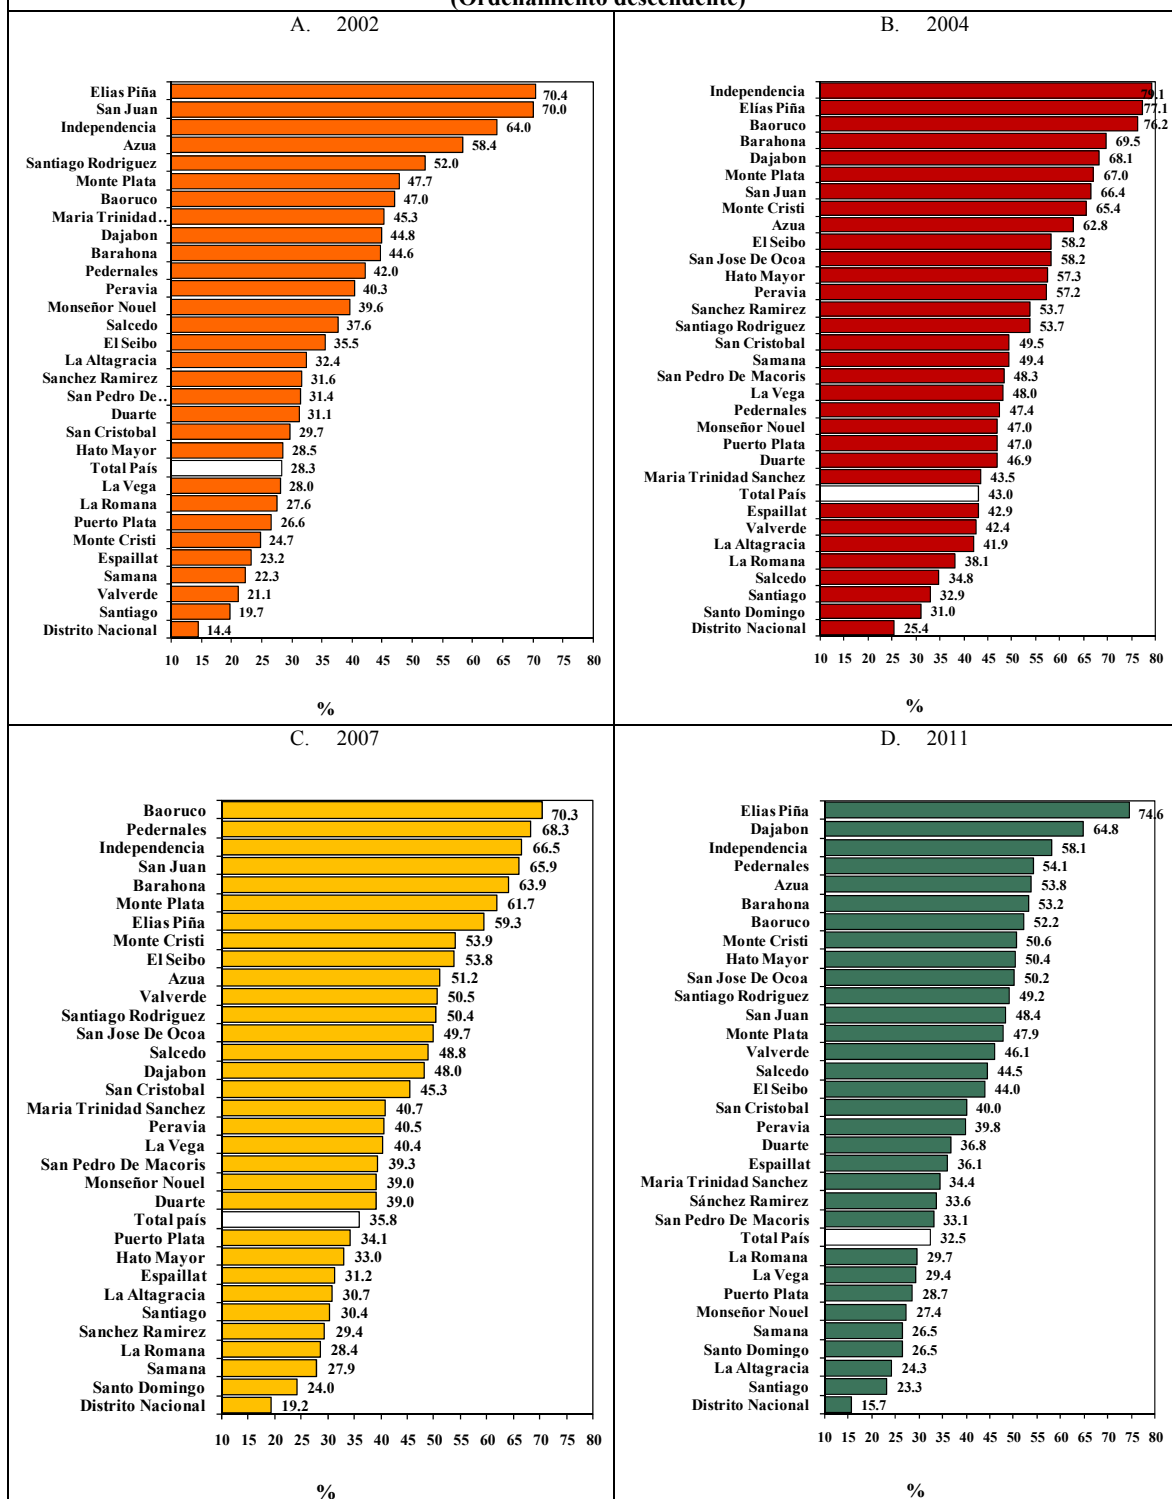 (Ordenamiento descendente)
A. 2002
Elias Piña 70.4
San Juan 70.0
Independencia 64.0
Azua 58.4
Santiago Rodriguez 52.0
Monte Plata 47.7
Baoruco 47.0
Maria Trinidad.. 45.3
Dajabon 44.8
Barahona 44.6
Pedernales 42.0
Peravia 40.3
Monseñor Nouel 39.6
Salcedo 37.6
El Seibo 35.5
La Altagracia 32.4
Sanchez Ramirez 31.6
San Pedro De.. 31.4
Duarte 31.1
San Cristobal 29.7
Hato Mayor 28.5
Total País 28.3
La Vega 28.0
La Romana 27.6
Puerto Plata 26.6
Monte Cristi 24.7
Espaillat 23.2
Samana 22.3
Valverde 21.1
Santiago 19.7
Distrito Nacional 14.4
10 15 20 25 30 35 40 45 50 55 60 65 70 75 80
%
B. 2004
Independencia 79.1
Elías Piña 77.1
Baoruco 76.2
Barahona 69.5
Dajabon 68.1
Monte Plata 67.0
San Juan 66.4
Monte Cristi 65.4
Azua 62.8
El Seibo 58.2
San Jose De Ocoa 58.2
Hato Mayor 57.3
Peravia 57.2
Sanchez Ramirez 53.7
Santiago Rodriguez 53.7
San Cristobal 49.5
Samana 49.4
San Pedro De Macoris 48.3
La Vega 48.0
Pedernales 47.4
Monseñor Nouel 47.0
Puerto Plata 47.0
Duarte 46.9
Maria Trinidad Sanchez 43.5
Total País 43.0
Espaillat 42.9
Valverde 42.4
La Altagracia 41.9
La Romana 38.1
Salcedo 34.8
Santiago 32.9
Santo Domingo 31.0
Distrito Nacional 25.4
10 15 20 25 30 35 40 45 50 55 60 65 70 75 80
%
C. 2007
Baoruco 70.3
Pedernales 68.3
Independencia 66.5
San Juan 65.9
Barahona 63.9
Monte Plata 61.7
Elias Piña 59.3
Monte Cristi 53.9
El Seibo 53.8
Azua 51.2
Valverde 50.5
Santiago Rodriguez 50.4
San Jose De Ocoa 49.7
Salcedo 48.8
Dajabon 48.0
San Cristobal 45.3
Maria Trinidad Sanchez 40.7
Peravia 40.5
La Vega 40.4
San Pedro De Macoris 39.3
Monseñor Nouel 39.0
Duarte 39.0
Total país 35.8
Puerto Plata 34.1
Hato Mayor 33.0
Espaillat 31.2
La Altagracia 30.7
Santiago 30.4
Sanchez Ramirez 29.4
La Romana 28.4
Samana 27.9
Santo Domingo 24.0
Distrito Nacional 19.2
10 15 20 25 30 35 40 45 50 55 60 65 70 75 80
%
D. 2011
Elias Piña 74.6
Dajabon 64.8
Independencia 58.1
Pedernales 54.1
Azua 53.8
Barahona 53.2
Baoruco 52.2
Monte Cristi 50.6
Hato Mayor 50.4
San Jose De Ocoa 50.2
Santiago Rodriguez 49.2
San Juan 48.4
Monte Plata 47.9
Valverde 46.1
Salcedo 44.5
El Seibo 44.0
San Cristobal 40.0
Peravia 39.8
Duarte 36.8
Espaillat 36.1
Maria Trinidad Sanchez 34.4
Sánchez Ramirez 33.6
San Pedro De Macoris 33.1
Total País 32.5
La Romana 29.7
La Vega 29.4
Puerto Plata 28.7
Monseñor Nouel 27.4
Samana 26.5
Santo Domingo 26.5
La Altagracia 24.3
Santiago 23.3
Distrito Nacional 15.7
10 15 20 25 30 35 40 45 50 55 60 65 70 75 80
%